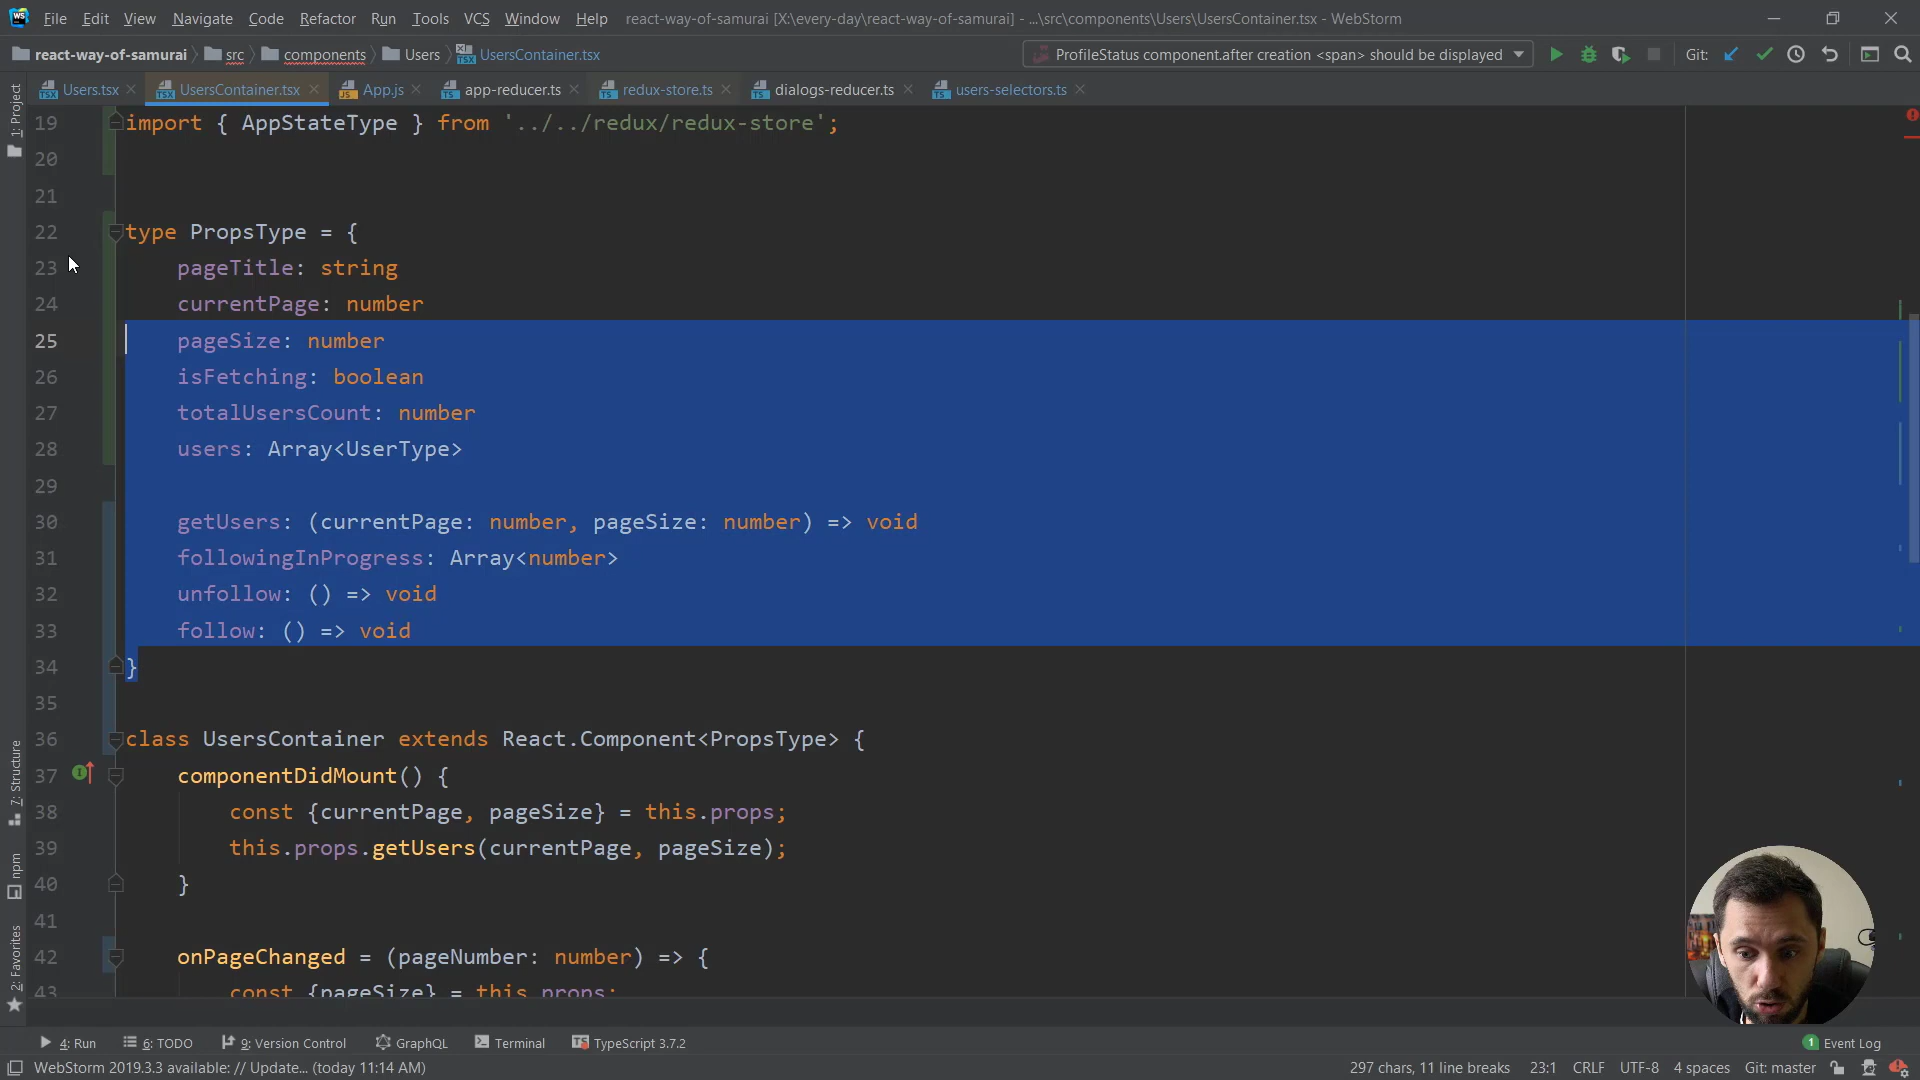 File Edit View Navigate Code Refactor Run Tools VCS Window Help react-way-of-samurai [X:\every-day\react-way-of-samurai] - ...\src\components\Users\UsersContainer.tsx - WebStorm
react-way-of-samurai src components Users UsersContainer.tsx ProfileStatus component.after creation <span> should be displayed Git:
Users.tsx UsersContainer.tsx App.js app-reducer.ts redux-store.ts dialogs-reducer.ts users-selectors.ts
1: Project
7: Structure
npm
2: Favorites
19 import { AppStateType } from '../../redux/redux-store';
20
21
22 type PropsType = {
23 pageTitle: string
24 currentPage: number
25 pageSize: number
26 isFetching: boolean
27 totalUsersCount: number
28 users: Array<UserType>
29
30 getUsers: (currentPage: number, pageSize: number) => void
31 followingInProgress: Array<number>
32 unfollow: () => void
33 follow: () => void
34 }
35
36 class UsersContainer extends React.Component<PropsType> {
37 componentDidMount() {
38 const {currentPage, pageSize} = this.props;
39 this.props.getUsers(currentPage, pageSize);
40 }
41
42 onPageChanged = (pageNumber: number) => {
43 const {pageSize} = this.props;
4: Run 6: TODO 9: Version Control GraphQL Terminal TypeScript 3.7.2 1 Event Log
WebStorm 2019.3.3 available: // Update... (today 11:14 AM) 297 chars, 11 line breaks 23:1 CRLF UTF-8 4 spaces Git: master